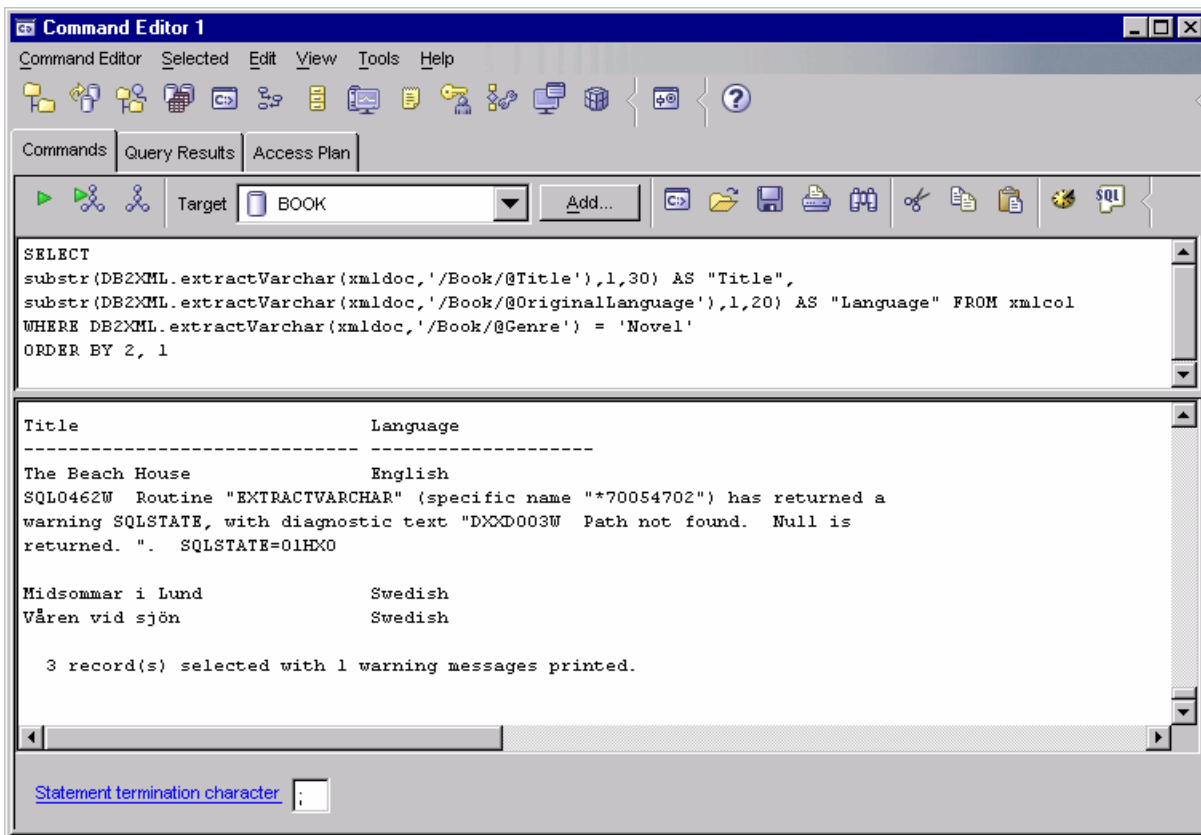 Command Editor 1
Command Editor Selected Edit View Tools Help
Commands Query Results Access Plan
Target BOOK Add... SQL
SELECT
substr(DB2XML.extractVarchar(xmldoc,'/Book/@Title'),1,30) AS "Title",
substr(DB2XML.extractVarchar(xmldoc,'/Book/@OriginalLanguage'),1,20) AS "Language" FROM xmlcol
WHERE DB2XML.extractVarchar(xmldoc,'/Book/@Genre') = 'Novel'
ORDER BY 2, 1
Title Language
------------------------------ --------------------
The Beach House English
SQL0462W Routine "EXTRACTVARCHAR" (specific name "*70054702") has returned a
warning SQLSTATE, with diagnostic text "DXXD003W Path not found. Null is
returned. ". SQLSTATE=01HX0
Midsommar i Lund Swedish
Våren vid sjön Swedish
3 record(s) selected with 1 warning messages printed.
Statement termination character ;